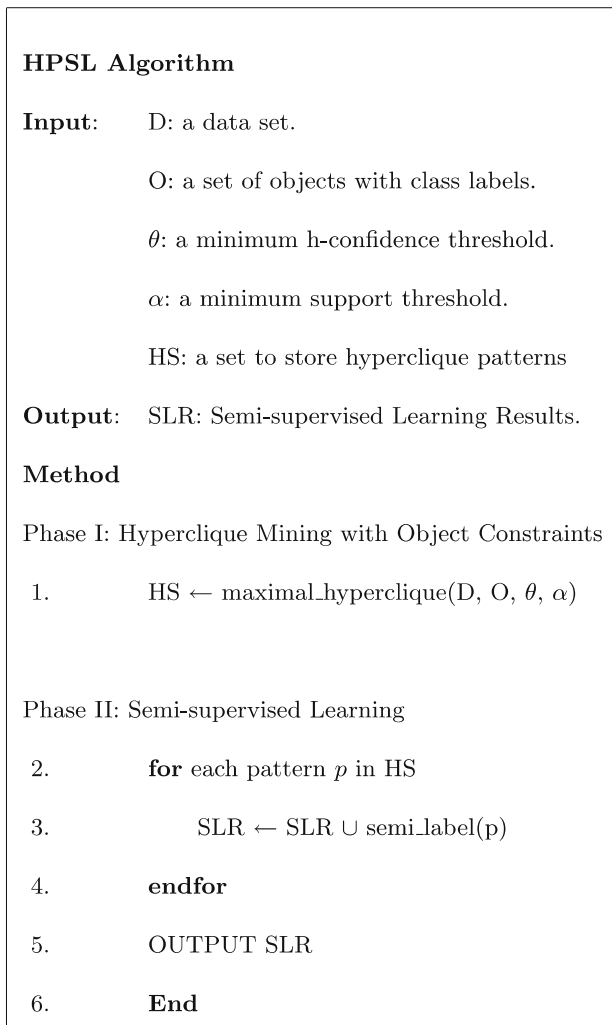 HPSL Algorithm
Input: D: a data set.
O: a set of objects with class labels.
θ: a minimum h-confidence threshold.
α: a minimum support threshold.
HS: a set to store hyperclique patterns
Output: SLR: Semi-supervised Learning Results.
Method
Phase I: Hyperclique Mining with Object Constraints
1. HS ← maximal_hyperclique(D, O, θ, α)
Phase II: Semi-supervised Learning
2. for each pattern p in HS
3. SLR ← SLR ∪ semi_label(p)
4. endfor
5. OUTPUT SLR
6. End